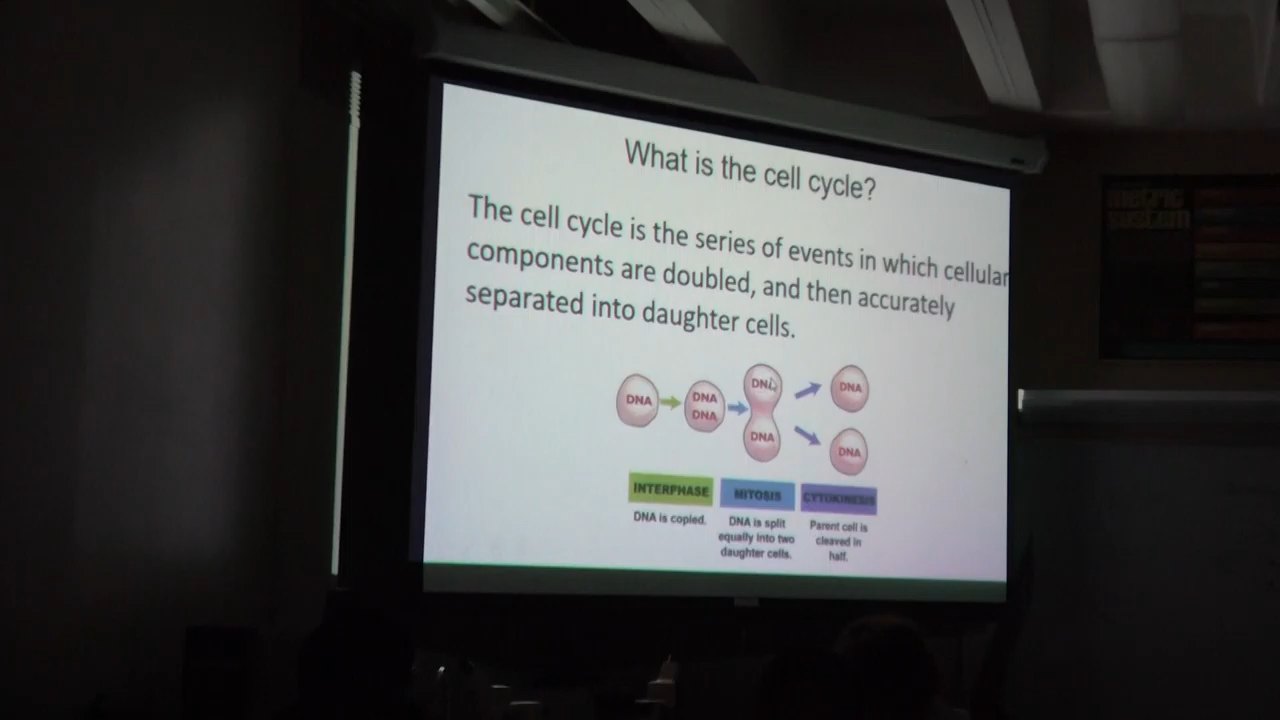 What is the cell cycle?
The cell cycle is the series of events in which cellular
components are doubled, and then accurately
separated into daughter cells.
DNA
DNA
DNA
DNA
DNA
DNA
DNA
INTERPHASE
MITOSIS
CYTOKINESIS
DNA is copied.
DNA is split
equally into two
daughter cells.
Parent cell is
cleaved in
half.
metric
system